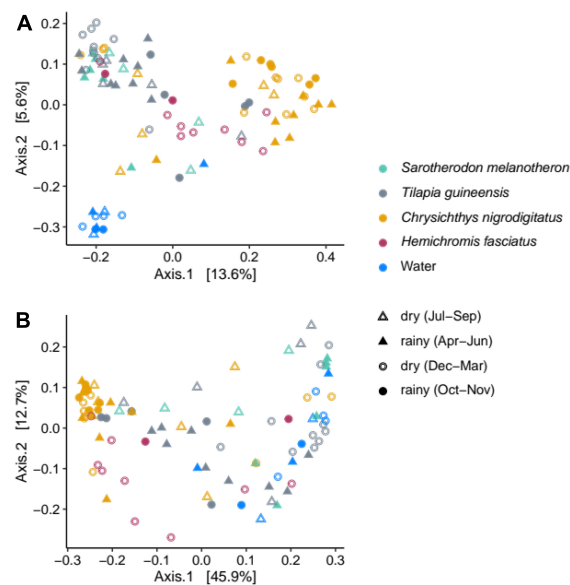 A
0.2
0.1
0.0
−0.1
−0.2
−0.3
Axis.2 [5.6%]
−0.2 0.0 0.2 0.4
Axis.1 [13.6%]
Sarotherodon melanotheron
Tilapia guineensis
Chrysichthys nigrodigitatus
Hemichromis fasciatus
Water
dry (Jul−Sep)
rainy (Apr−Jun)
dry (Dec−Mar)
rainy (Oct−Nov)
B
0.2
0.1
0.0
−0.1
−0.2
Axis.2 [12.7%]
−0.3 −0.2 −0.1 0.0 0.1 0.2 0.3
Axis.1 [45.9%]